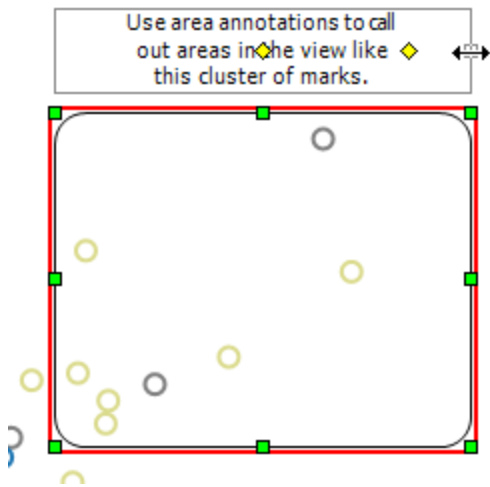 Use area annotations to call
out areas in the view like
this cluster of marks.